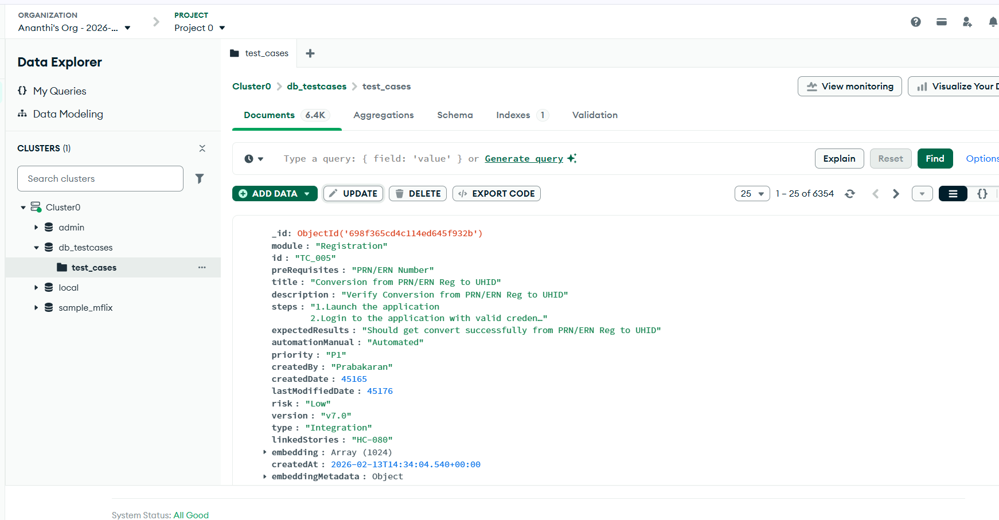 ORGANIZATION
Ananthi's Org - 2026-...
PROJECT
Project 0
Data Explorer
My Queries
Data Modeling
CLUSTERS (1)
Search clusters
Cluster0
admin
db_testcases
test_cases
local
sample_mflix
test_cases
Cluster0 > db_testcases > test_cases
View monitoring
Visualize Your D
Documents 6.4K
Aggregations
Schema
Indexes 1
Validation
Type a query: { field: 'value' } or Generate query
Explain
Reset
Find
Options
ADD DATA
UPDATE
DELETE
EXPORT CODE
25
1 – 25 of 6354
{}
_id: ObjectId('698f365cd4c114ed645f932b')
module : "Registration"
id : "TC_005"
preRequisites : "PRN/ERN Number"
title : "Conversion from PRN/ERN Reg to UHID"
description : "Verify Conversion from PRN/ERN Reg to UHID"
steps : "1.Launch the application
2.Login to the application with valid creden…"
expectedResults : "Should get convert successfully from PRN/ERN Reg to UHID"
automationManual : "Automated"
priority : "P1"
createdBy : "Prabakaran"
createdDate : 45165
lastModifiedDate : 45176
risk : "Low"
version : "v7.0"
type : "Integration"
linkedStories : "HC-080"
embedding : Array (1024)
createdAt : 2026-02-13T14:34:04.540+00:00
embeddingMetadata : Object
System Status: All Good